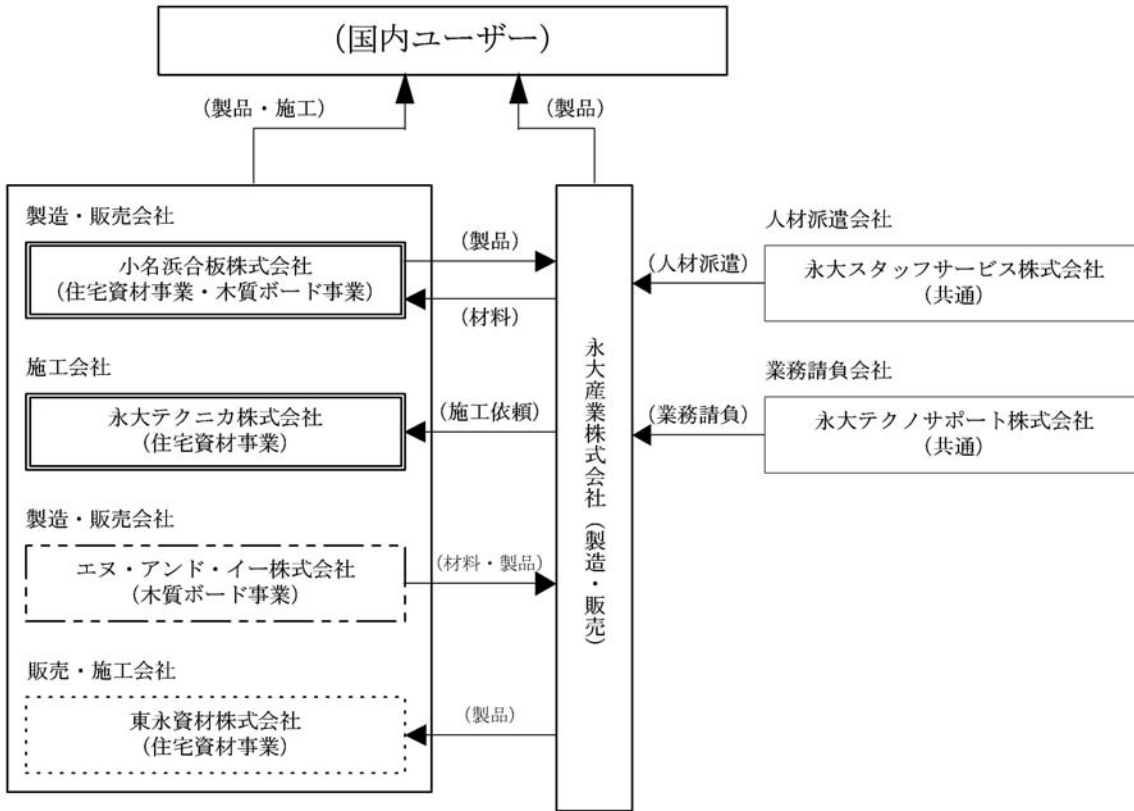 (国内ユーザー)
(製品・施工)
(製品)
製造・販売会社
小名浜合板株式会社
(住宅資材事業・木質ボード事業)
(製品)
(材料)
施工会社
永大テクニカ株式会社
(住宅資材事業)
(施工依頼)
製造・販売会社
エヌ・アンド・イー株式会社
(木質ボード事業)
(材料・製品)
販売・施工会社
東永資材株式会社
(住宅資材事業)
(製品)
永大産業株式会社(製造・販売)
人材派遣会社
(人材派遣)
永大スタッフサービス株式会社
(共通)
業務請負会社
(業務請負)
永大テクノサポート株式会社
(共通)